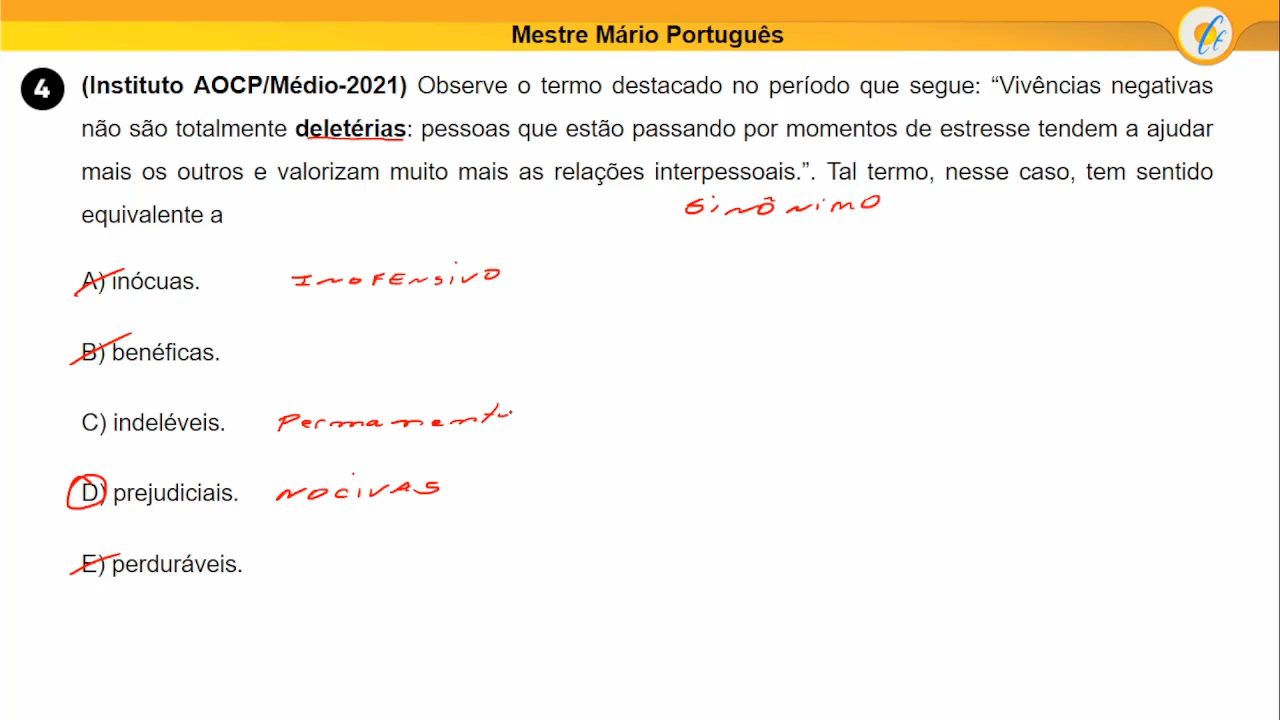 Mestre Mário Português
4
(Instituto AOCP/Médio-2021) Observe o termo destacado no período que segue: “Vivências negativas
não são totalmente deletérias: pessoas que estão passando por momentos de estresse tendem a ajudar
mais os outros e valorizam muito mais as relações interpessoais.”. Tal termo, nesse caso, tem sentido
equivalente a
SiNÔNiMO
A) inócuas. INOFENSiVO
B) benéficas.
C) indeléveis.
D) prejudiciais. NOCiVAS
E) perduráveis.